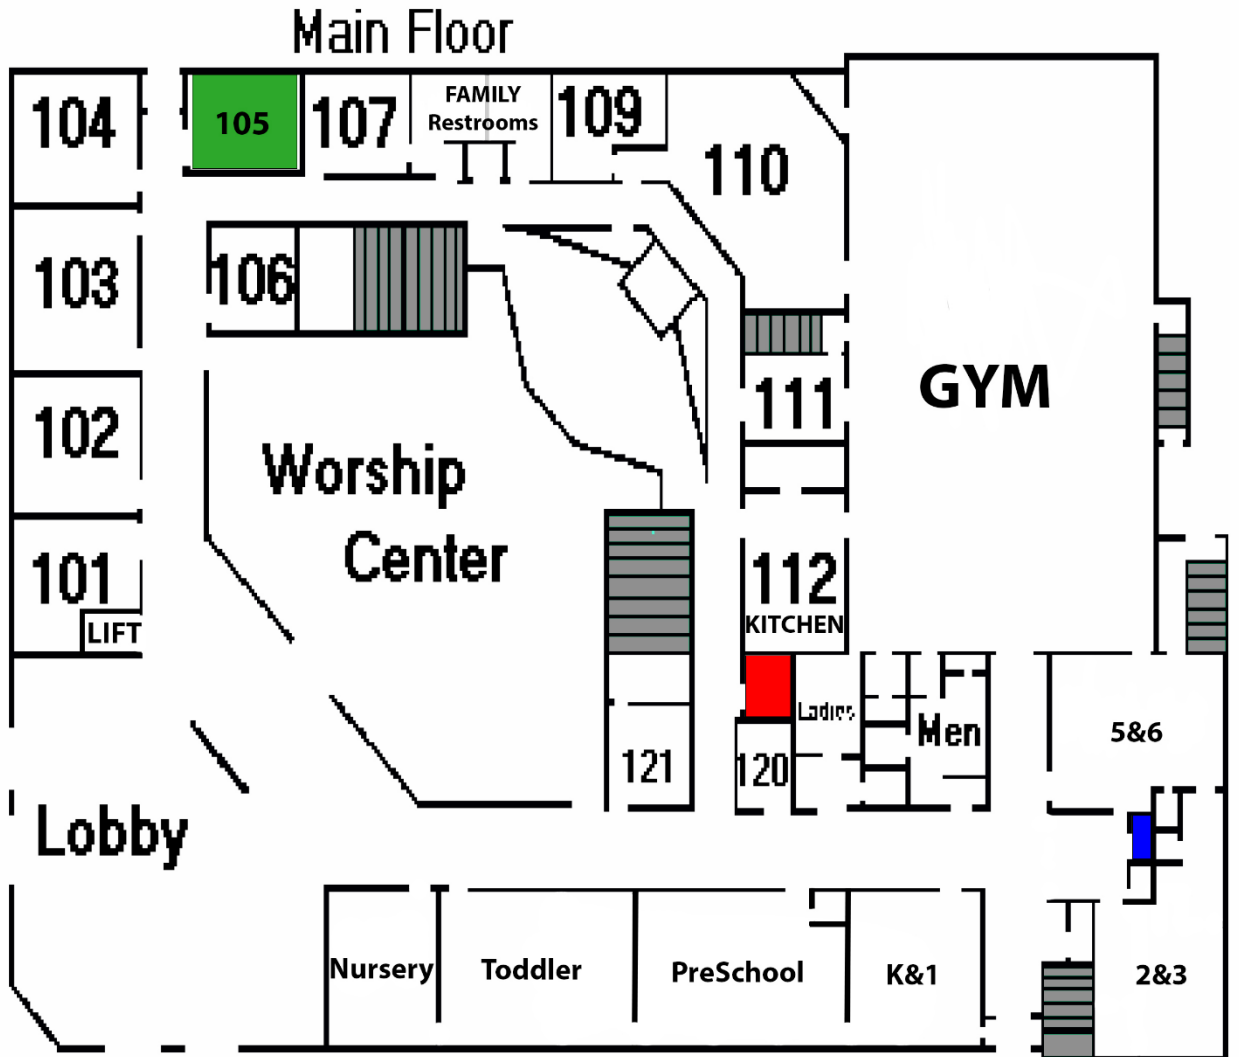 Main Floor
104
105
107
FAMILY
Restrooms
109
110
103
106
GYM
111
102
Worship
Center
101
LIFT
112
KITCHEN
Ladies
Men
5&6
121
120
Lobby
Nursery
Toddler
PreSchool
K&1
2&3